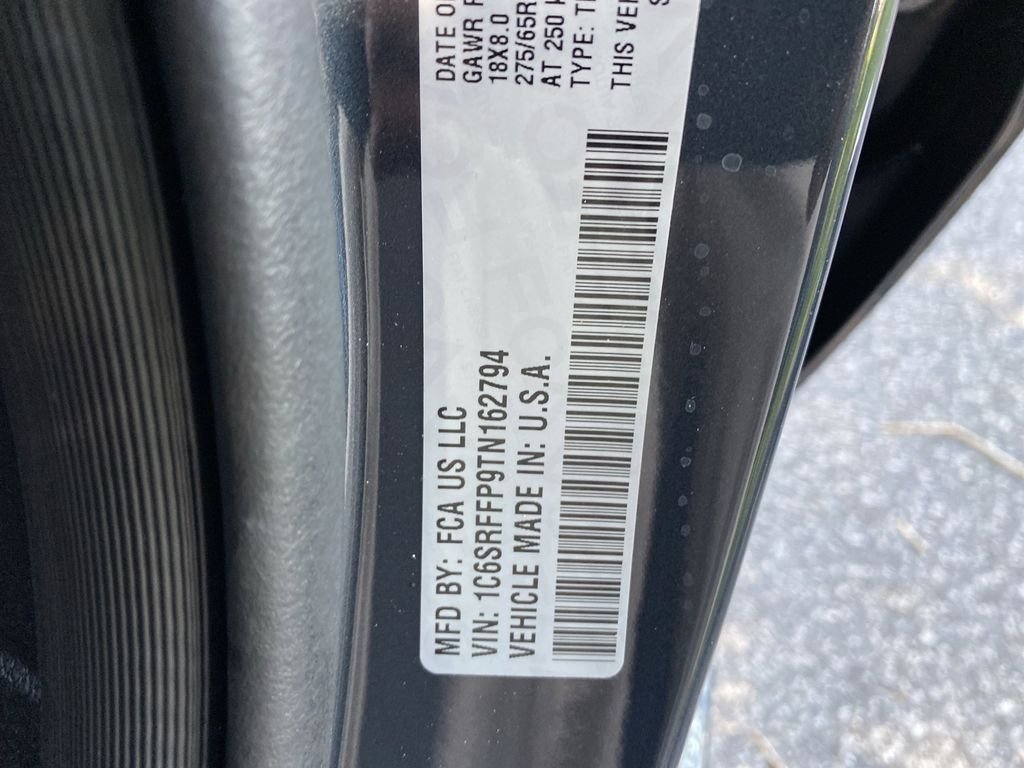 MFD BY: FCA US LLC
VIN: 1C6SRFFP9TN162794
VEHICLE MADE IN: U.S.A.
DATE
GAWR
18X8.0
275/65R
AT 250
TYPE:
THIS